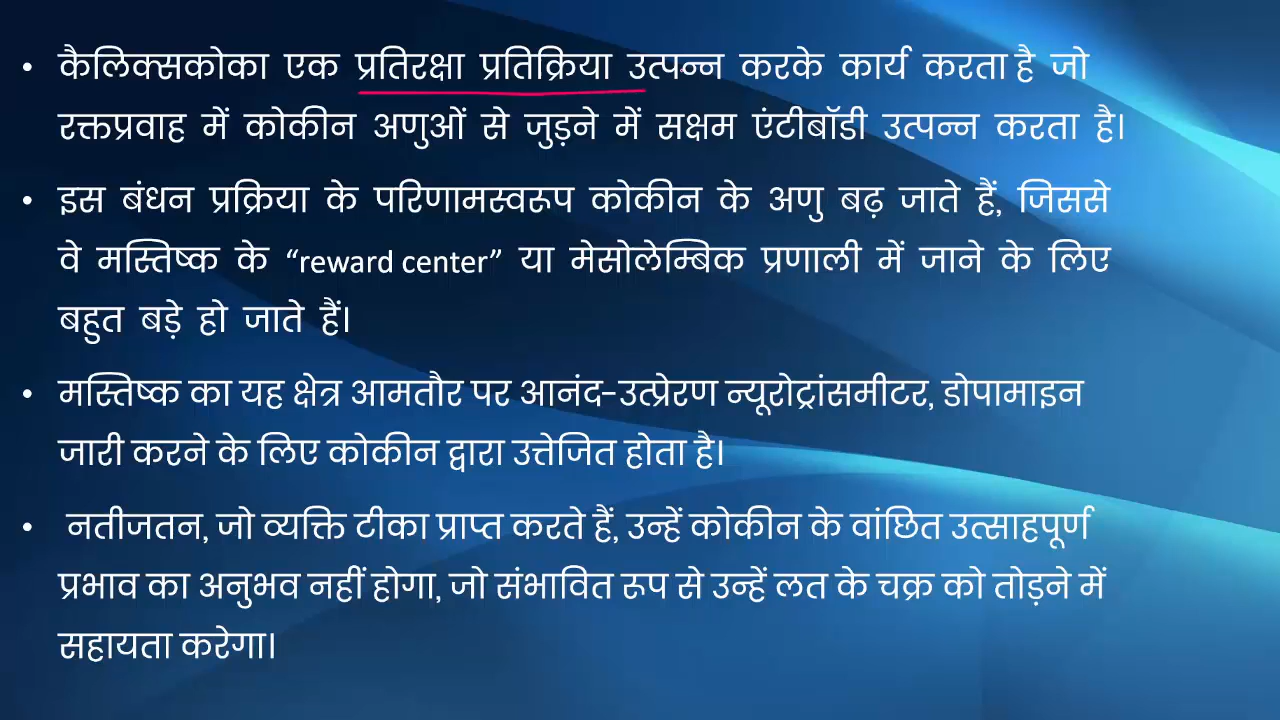 • कैलिक्सकोका एक प्रतिरक्षा प्रतिक्रिया उत्पन्न करके कार्य करता है जो
रक्तप्रवाह में कोकीन अणुओं से जुड़ने में सक्षम एंटीबॉडी उत्पन्न करता है।
• इस बंधन प्रक्रिया के परिणामस्वरूप कोकीन के अणु बढ़ जाते हैं, जिससे
वे मस्तिष्क के “reward center” या मेसोलेम्बिक प्रणाली में जाने के लिए
बहुत बड़े हो जाते हैं।
• मस्तिष्क का यह क्षेत्र आमतौर पर आनंद-उत्प्रेरण न्यूरोट्रांसमीटर, डोपामाइन
जारी करने के लिए कोकीन द्वारा उत्तेजित होता है।
• नतीजतन, जो व्यक्ति टीका प्राप्त करते हैं, उन्हें कोकीन के वांछित उत्साहपूर्ण
प्रभाव का अनुभव नहीं होगा, जो संभावित रूप से उन्हें लत के चक्र को तोड़ने में
सहायता करेगा।